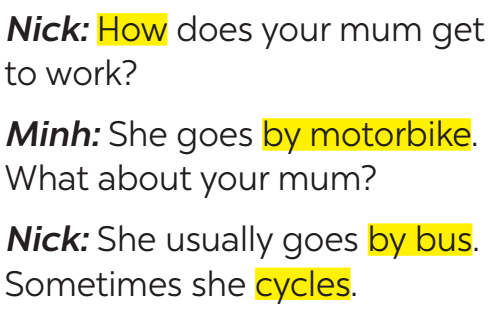 Nick: How does your mum get
to work?
Minh: She goes by motorbike.
What about your mum?
Nick: She usually goes by bus.
Sometimes she cycles.